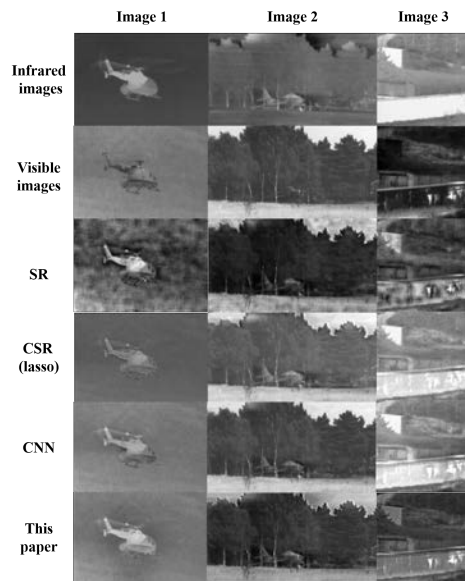 Image 1 Image 2 Image 3
Infrared
images
Visible
images
SR
CSR
(lasso)
CNN
This
paper